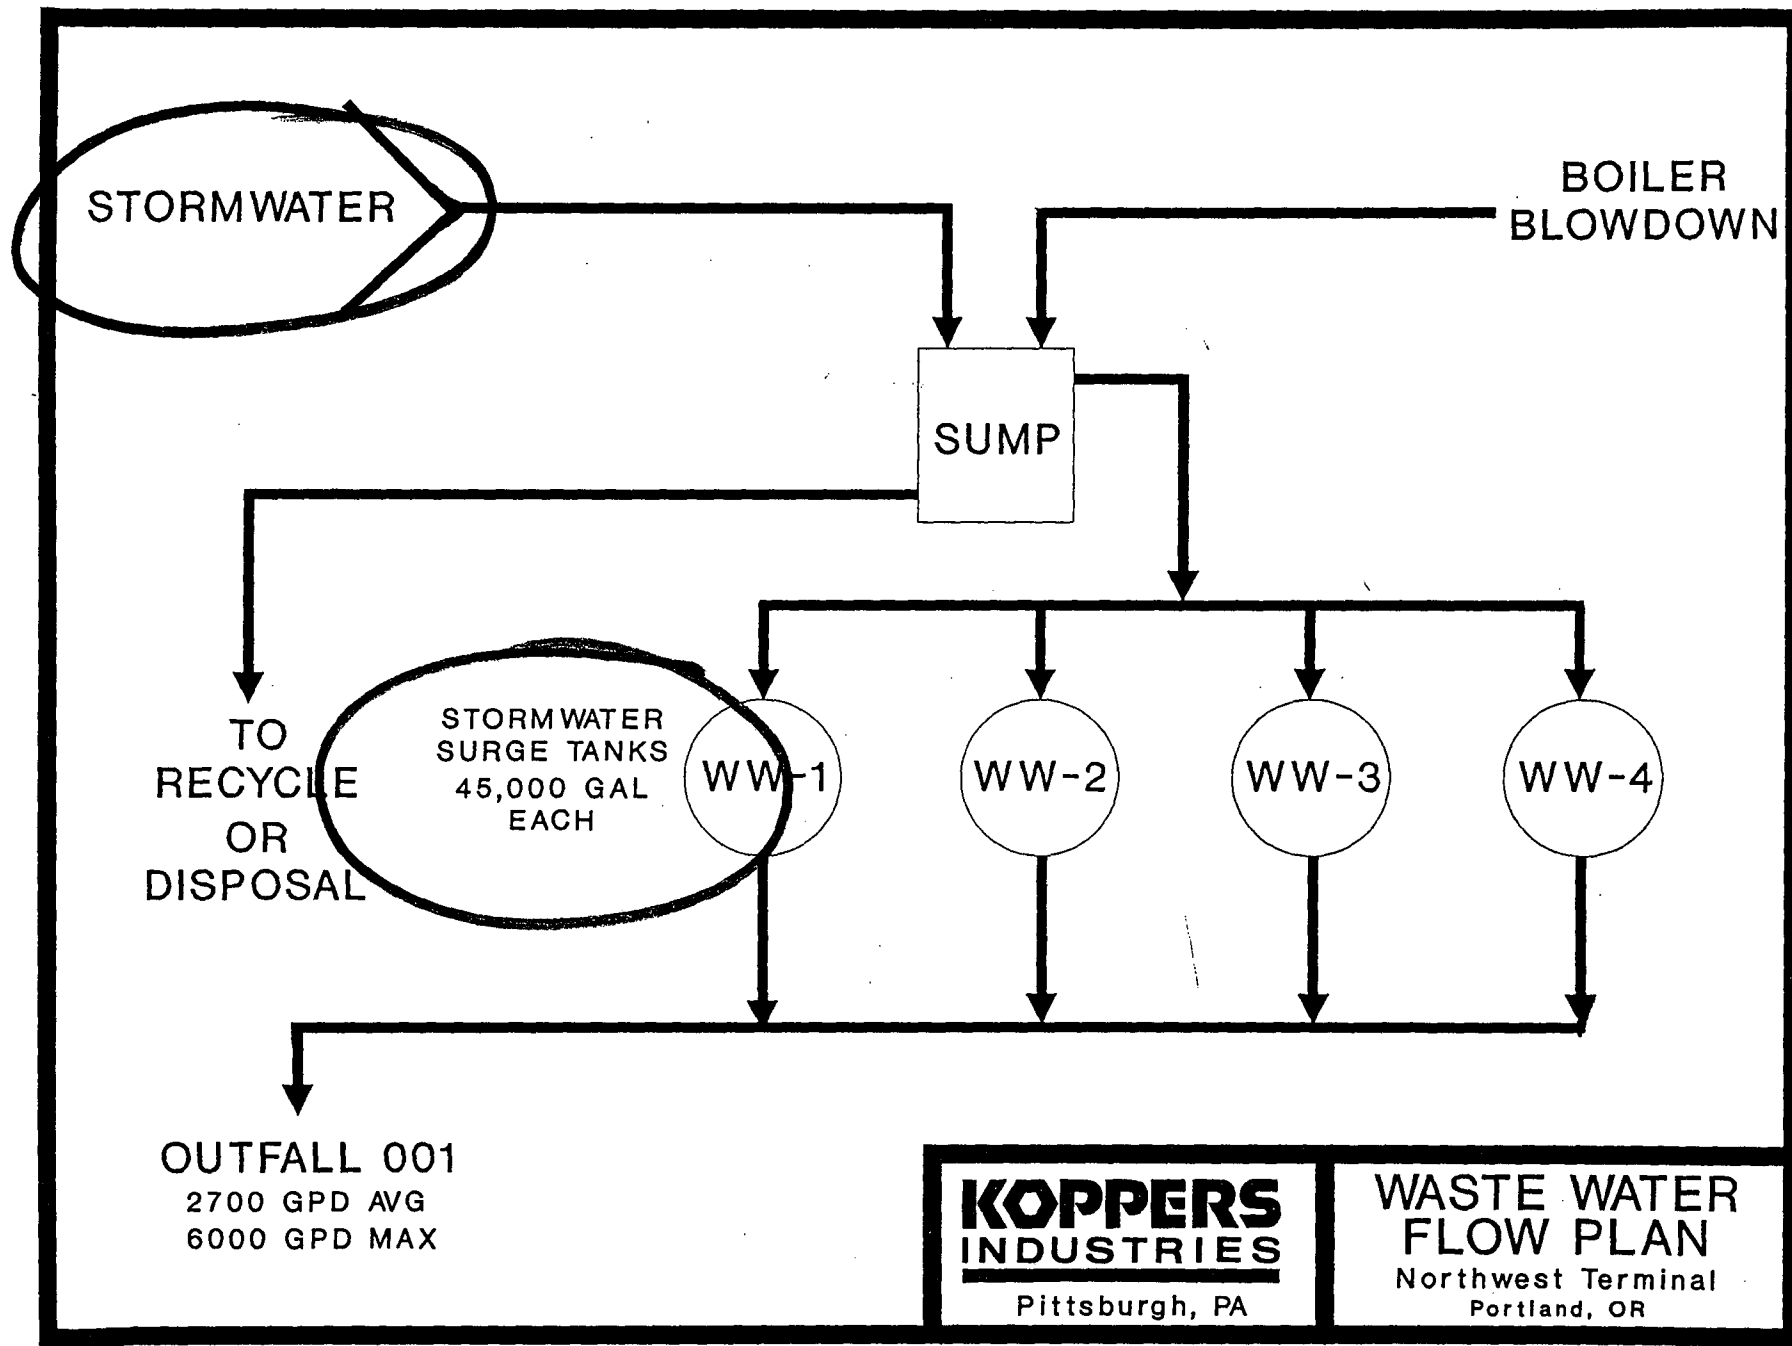 STORMWATER
BOILER
BLOWDOWN
SUMP
TO
RECYCLE
OR
DISPOSAL
STORMWATER
SURGE TANKS
45,000 GAL
EACH
WW-1
WW-2
WW-3
WW-4
OUTFALL 001
2700 GPD AVG
6000 GPD MAX
KOPPERS
INDUSTRIES
Pittsburgh, PA
WASTE WATER
FLOW PLAN
Northwest Terminal
Portland, OR